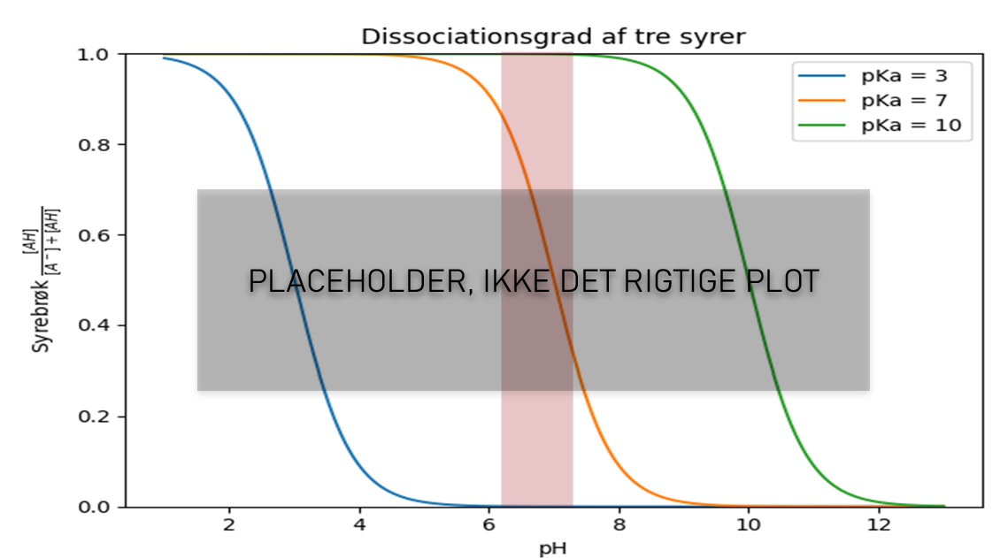 Dissociationsgrad af tre syrer
1.0
0.8
0.6
0.4
0.2
0.0
Syrebrøk [AH] / [A⁻]+[AH]
pKa = 3
pKa = 7
pKa = 10
PLACEHOLDER, IKKE DET RIGTIGE PLOT
2 4 6 8 10 12
pH